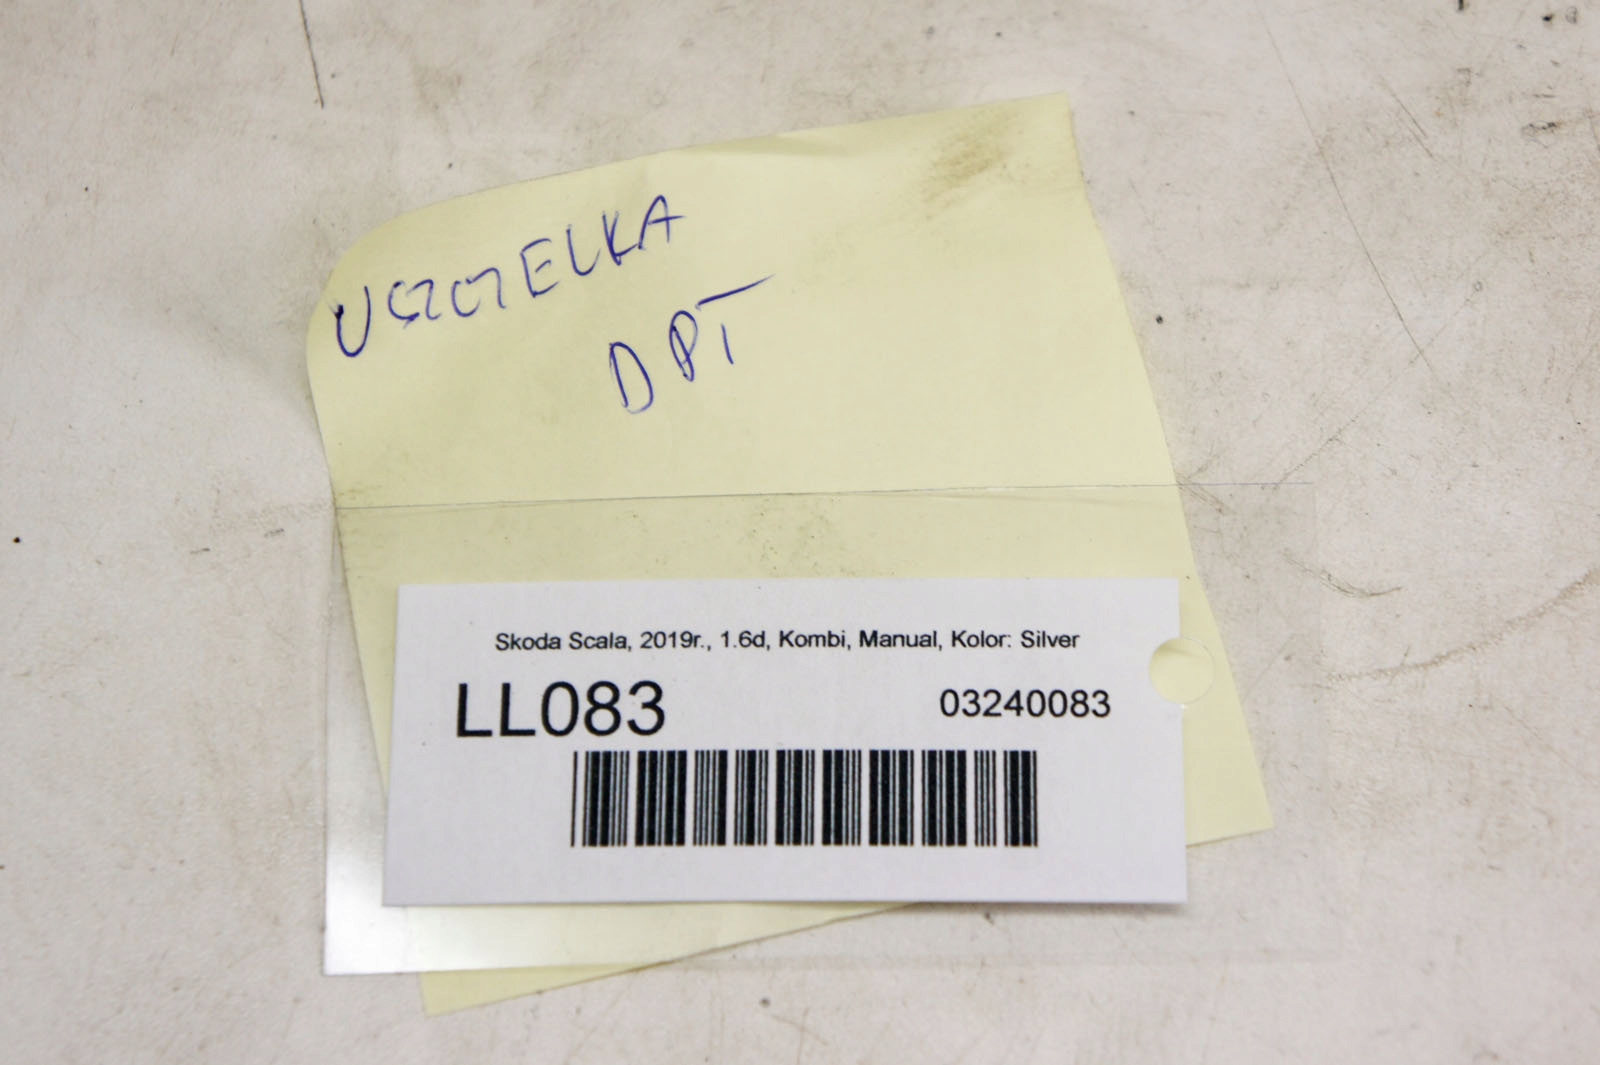 USZCZELKA
DPT
Skoda Scala, 2019r., 1.6d, Kombi, Manual, Kolor: Silver
LL083
03240083